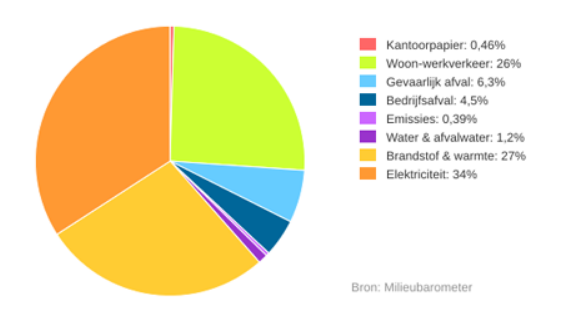 Kantoorpapier: 0,46%
Woon-werkverkeer: 26%
Gevaarlijk afval: 6,3%
Bedrijfsafval: 4,5%
Emissies: 0,39%
Water & afvalwater: 1,2%
Brandstof & warmte: 27%
Elektriciteit: 34%
Bron: Milieubarometer